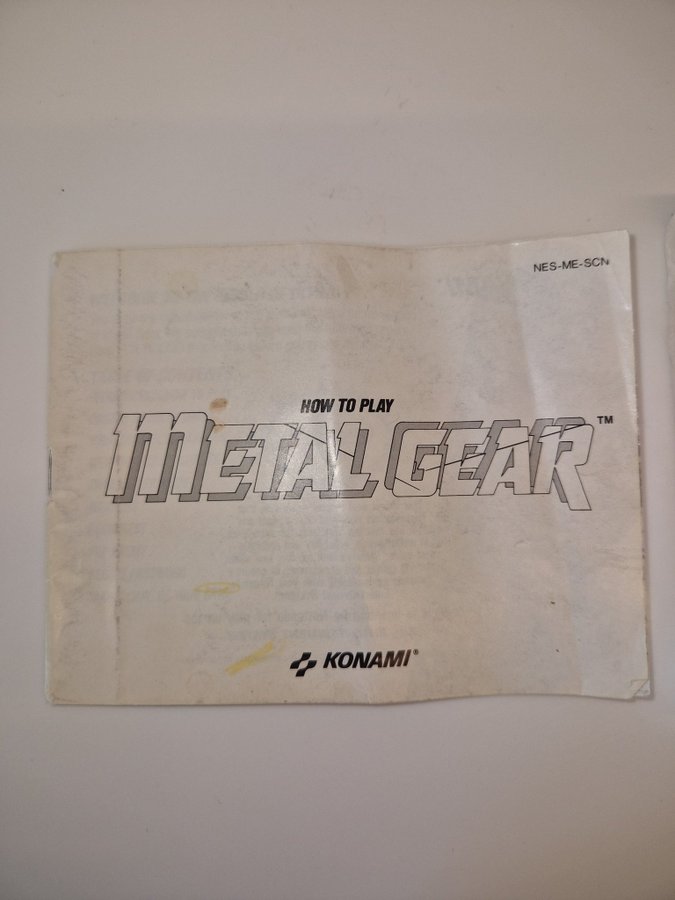 NES-ME-SCN
HOW TO PLAY
METAL GEAR™
KONAMI®